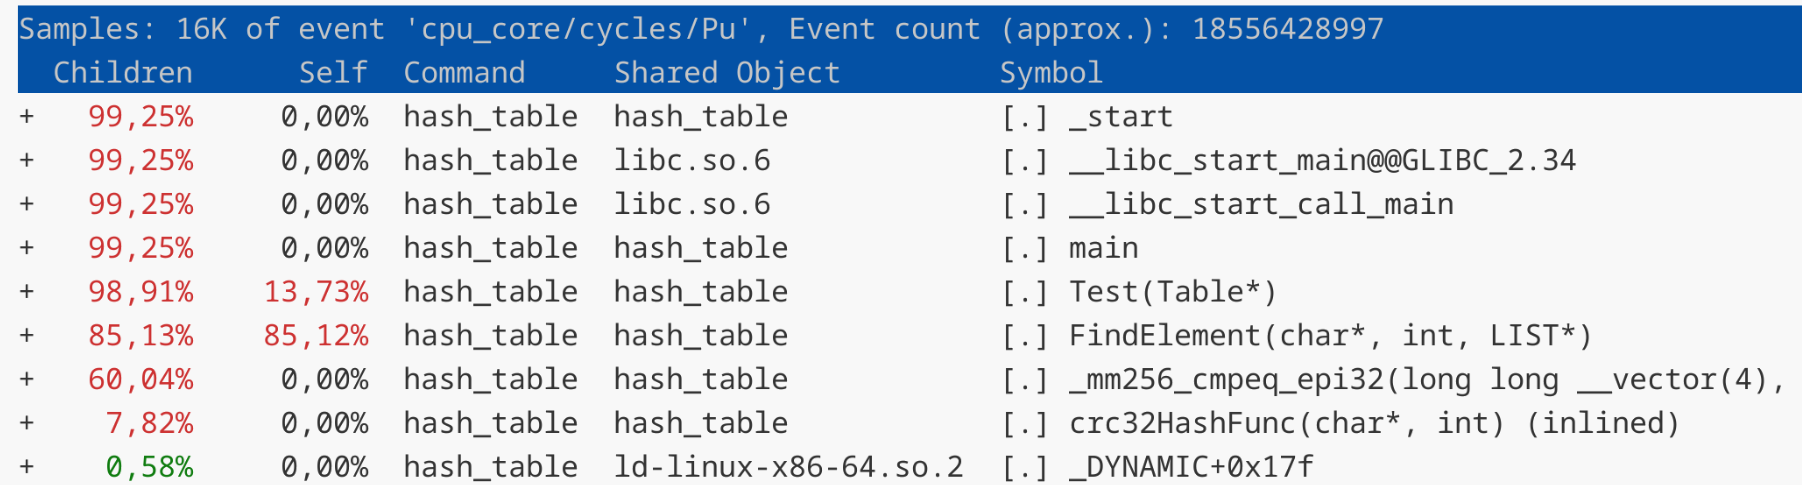 Samples: 16K of event 'cpu_core/cycles/Pu', Event count (approx.): 18556428997
Children Self Command Shared Object Symbol
+ 99,25% 0,00% hash_table hash_table [.] _start
+ 99,25% 0,00% hash_table libc.so.6 [.] __libc_start_main@@GLIBC_2.34
+ 99,25% 0,00% hash_table libc.so.6 [.] __libc_start_call_main
+ 99,25% 0,00% hash_table hash_table [.] main
+ 98,91% 13,73% hash_table hash_table [.] Test(Table*)
+ 85,13% 85,12% hash_table hash_table [.] FindElement(char*, int, LIST*)
+ 60,04% 0,00% hash_table hash_table [.] _mm256_cmpeq_epi32(long long __vector(4),
+ 7,82% 0,00% hash_table hash_table [.] crc32HashFunc(char*, int) (inlined)
+ 0,58% 0,00% hash_table ld-linux-x86-64.so.2 [.] _DYNAMIC+0x17f